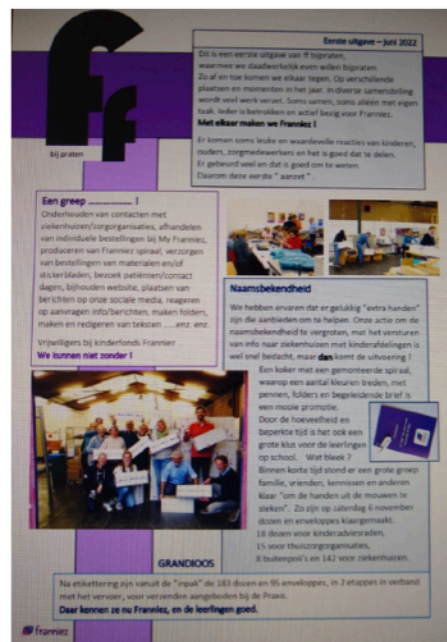 ff
bij praten
Eerste uitgave – juni 2022
Dit is een eerste uitgave van ff bijpraten,
waarmee we daadwerkelijk even willen bijpraten.
Zo af en toe komen we elkaar tegen. Op verschillende
plaatsen en momenten in het jaar. In diverse samenstelling
wordt veel werk verzet. Soms samen, soms alléén met eigen
taak. Ieder is betrokken en actief bezig voor Franniez.
Met elkaar maken we Franniez !
Er komen soms leuke en waardevolle reacties van kinderen,
ouders, zorgmedewerkers en het is goed dat te delen.
Er gebeurd veel en dat is goed om te weten.
Daarom deze eerste " aanzet " .
Een greep ................ !
Onderhouden van contacten met
ziekenhuizen/zorgorganisaties, afhandelen
van individuele bestellingen bij My Franniez,
produceren van Franniez spiraal, verzorgen
van bestellingen van materialen en/of
stickerbladen, bezoek patiënten/contact
dagen, bijhouden website, plaatsen van
berichten op onze sociale media, reageren
op aanvragen info/berichten, maken folders,
maken en redigeren van teksten .....enz. enz.
Vrijwilligers bij kinderfonds Franniez
We kunnen niet zonder !
Naamsbekendheid
We hebben ervaren dat er gelukkig "extra handen"
zijn die aanbieden om te helpen. Onze actie om de
naamsbekendheid te vergroten, met het versturen
van info naar ziekenhuizen met kinderafdelingen is
wel snel bedacht, maar dan komt de uitvoering !
Een koker met een gemonteerde spiraal,
waarop een aantal kleuren treden, met
pennen, folders en begeleidende brief is
een mooie promotie.
Door de hoeveelheid en
beperkte tijd is het ook een
grote klus voor de leerlingen
op school. Wat bleek ?
Binnen korte tijd stond er een grote groep
familie, vrienden, kennissen en anderen
klaar "om de handen uit de mouwen te
steken". Zo zijn op zaterdag 6 november
dozen en enveloppes klaargemaakt.
18 dozen voor kinderadviesraden,
15 voor thuiszorgorganisaties,
8 buitenpoli's en 142 voor ziekenhuizen.
GRANDIOOS
Na etikettering zijn vanuit de "inpak" de 183 dozen en 95 enveloppes, in 2 etappes in verband
met het vervoer, voor verzenden aangeboden bij de Praxis.
Daar kennen ze nu Franniez, en de leerlingen goed.
franniez